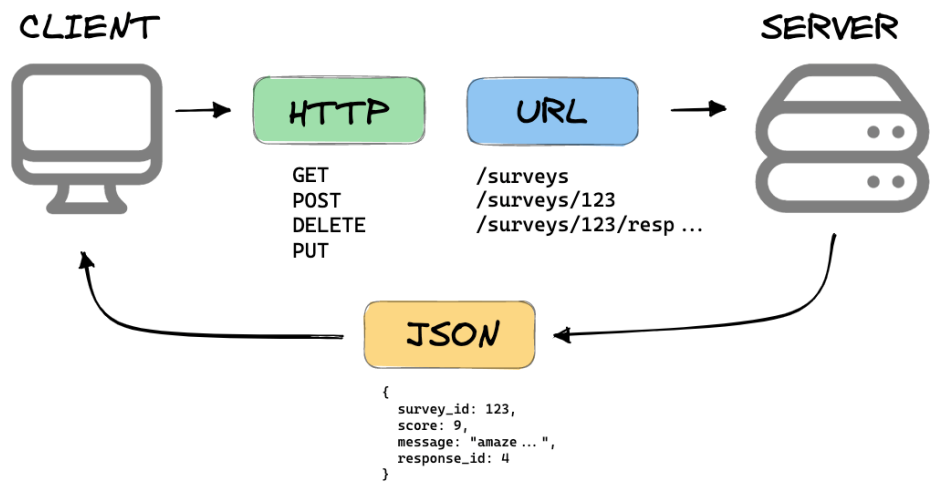 CLIENT
SERVER
HTTP
URL
GET
POST
DELETE
PUT
/surveys
/surveys/123
/surveys/123/resp...
JSON
{
survey_id: 123,
score: 9,
message: "amaze...",
response_id: 4
}